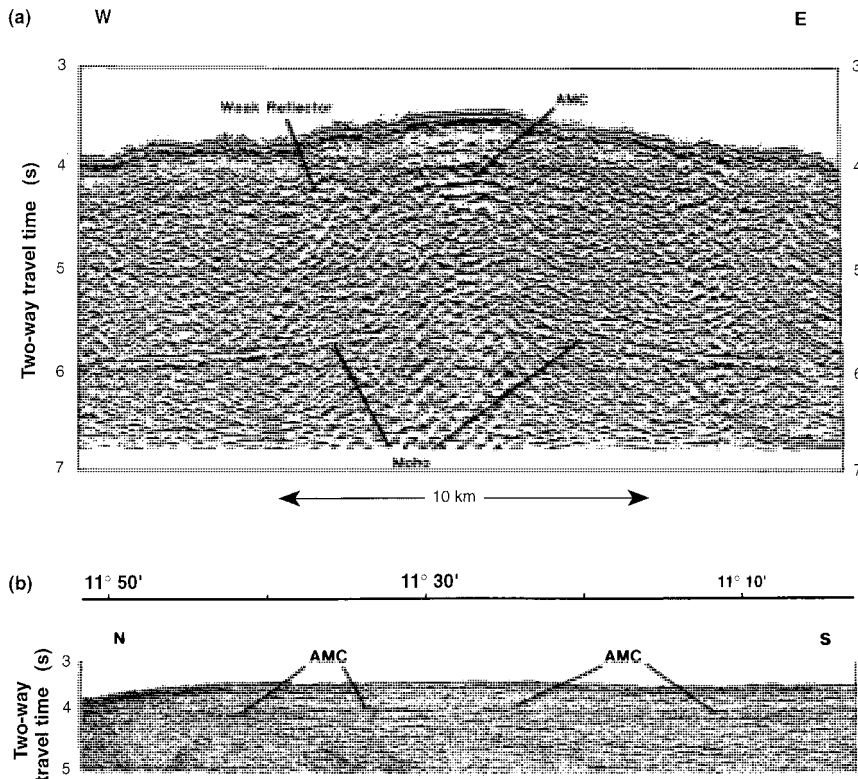 (a) W E
3 3
Weak Reflector AMC
4 4
Two-way travel time (s)
5 5
6 6
Moho
7 7
10 km
(b) 11° 50' 11° 30' 11° 10'
N S
3 AMC AMC
Two-way travel time (s)
4
5